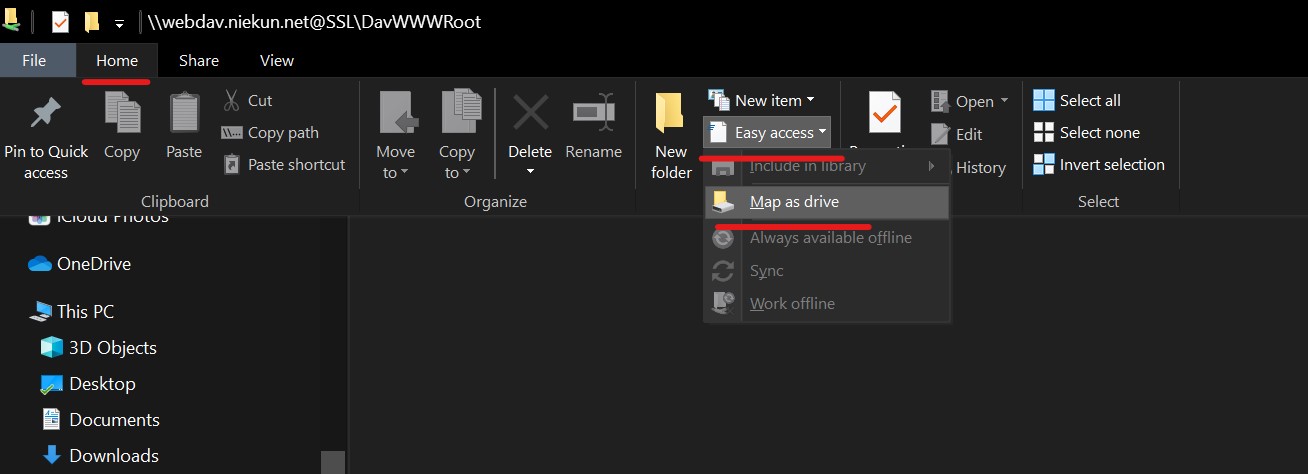 \\webdav.niekun.net@SSL\DavWWWRoot
File Home Share View
Pin to Quick
access
Copy
Paste
Cut
Copy path
Paste shortcut
Clipboard
Move
to
Copy
to
Delete
Rename
Organize
New
folder
New item
Easy access
Include in library
Map as drive
Always available offline
Sync
Work offline
Open
Edit
History
Select all
Select none
Invert selection
Select
iCloud Photos
OneDrive
This PC
3D Objects
Desktop
Documents
Downloads